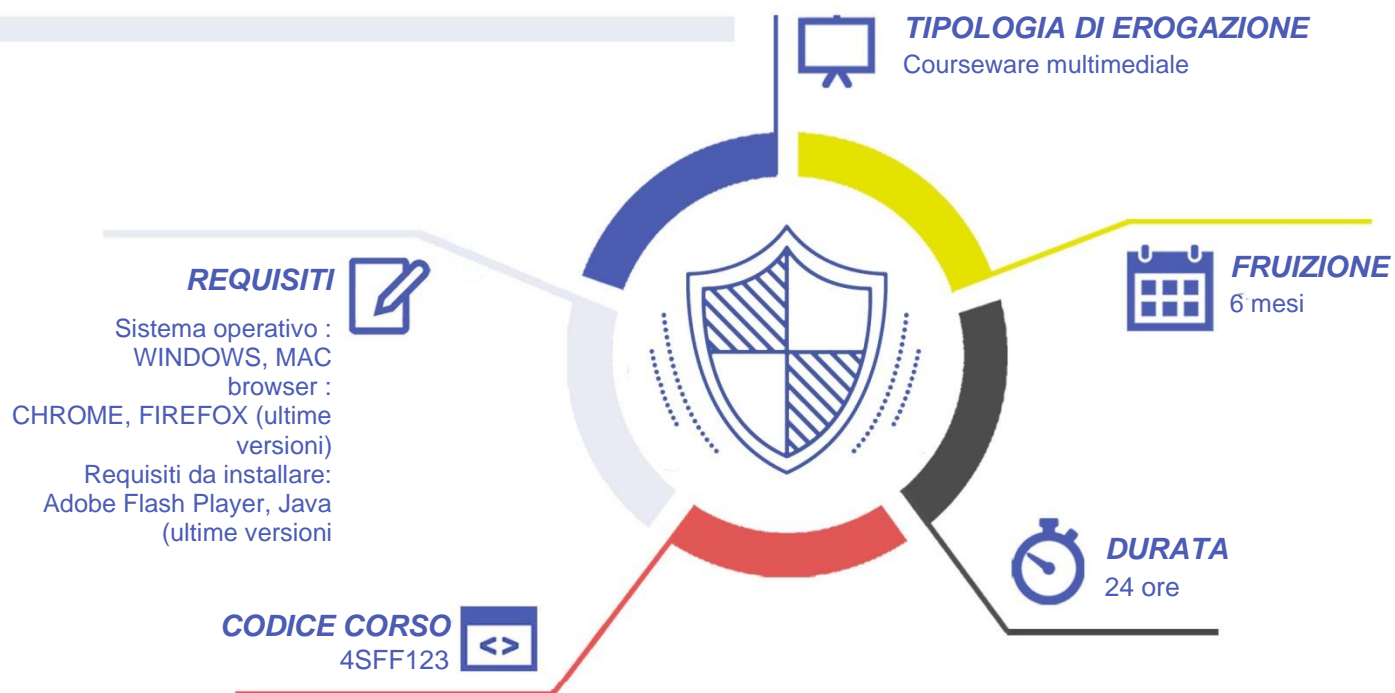 TIPOLOGIA DI EROGAZIONE
Courseware multimediale
REQUISITI
Sistema operativo :
WINDOWS, MAC
browser :
CHROME, FIREFOX (ultime
versioni)
Requisiti da installare:
Adobe Flash Player, Java
(ultime versioni
FRUIZIONE
6 mesi
DURATA
24 ore
CODICE CORSO
4SFF123
<>